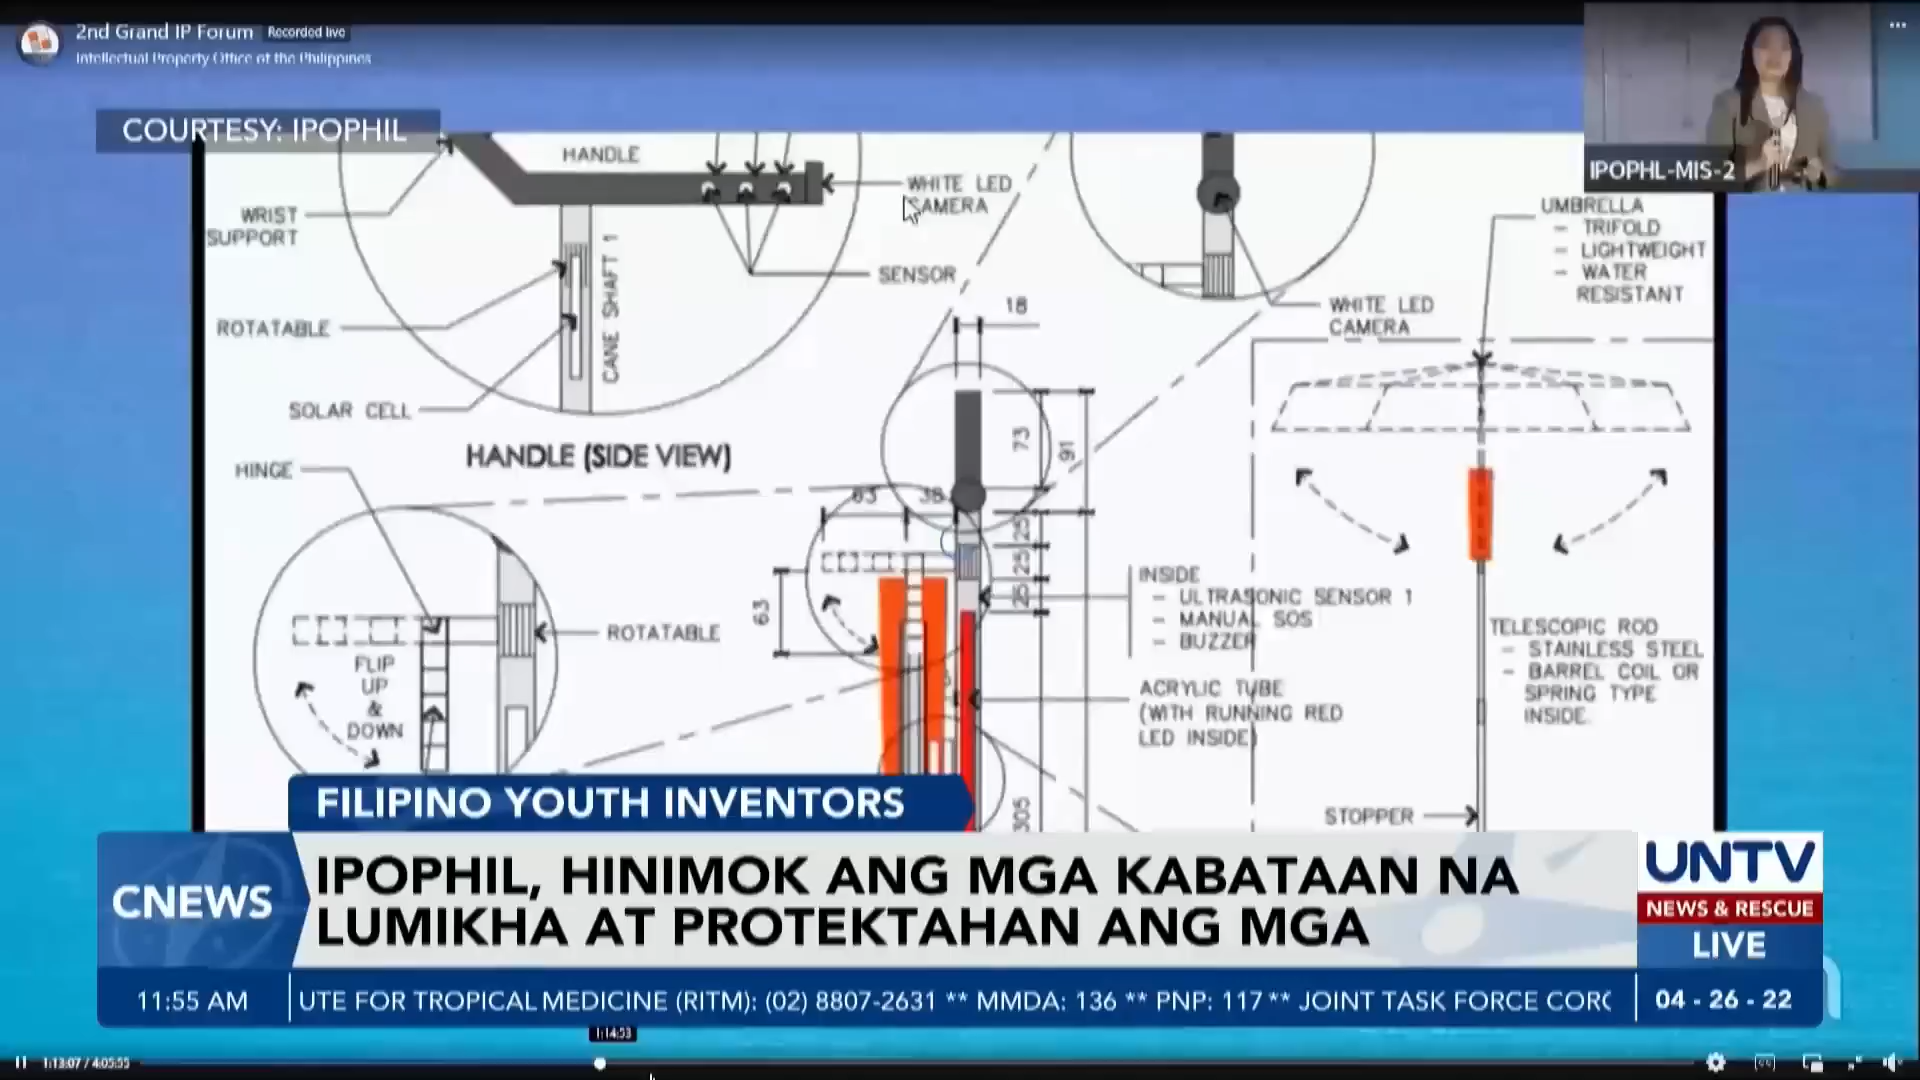 2nd Grand IP Forum Recorded live
Intellectual Property Office of the Philippines
COURTESY: IPOPHIL
IPOPHL-MIS-2
HANDLE
WHITE LED
CAMERA
WRIST
SUPPORT
SENSOR
ROTATABLE
CANE SHAFT 1
SOLAR CELL
HANDLE (SIDE VIEW)
HINGE
ROTATABLE
FLIP
UP
&
DOWN
18
73
91
63
38
25
25
25
63
305
WHITE LED
CAMERA
UMBRELLA
- TRIFOLD
- LIGHTWEIGHT
- WATER
RESISTANT
INSIDE
- ULTRASONIC SENSOR 1
- MANUAL SOS
- BUZZER
ACRYLIC TUBE
(WITH RUNNING RED
LED INSIDE)
TELESCOPIC ROD
- STAINLESS STEEL
- BARREL COIL OR
SPRING TYPE
INSIDE.
STOPPER
FILIPINO YOUTH INVENTORS
CNEWS
IPOPHIL, HINIMOK ANG MGA KABATAAN NA
LUMIKHA AT PROTEKTAHAN ANG MGA
UNTV
NEWS & RESCUE
LIVE
11:55 AM
UTE FOR TROPICAL MEDICINE (RITM): (02) 8807-2631 ** MMDA: 136 ** PNP: 117 ** JOINT TASK FORCE CORO
04 - 26 - 22
1:14:53
1:13:07 / 4:05:55